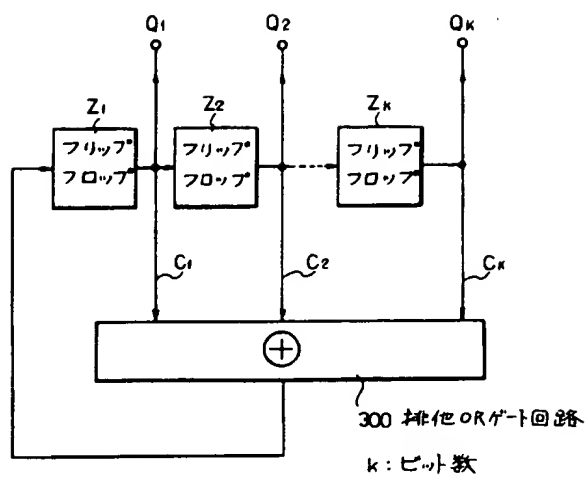 Q1 Q2 Qk
Z1 Z2 Zk
フリップ フリップ フリップ
フロップ フロップ フロップ
C1 C2 Ck
+
300 排他ORゲート回路
k:ビット数